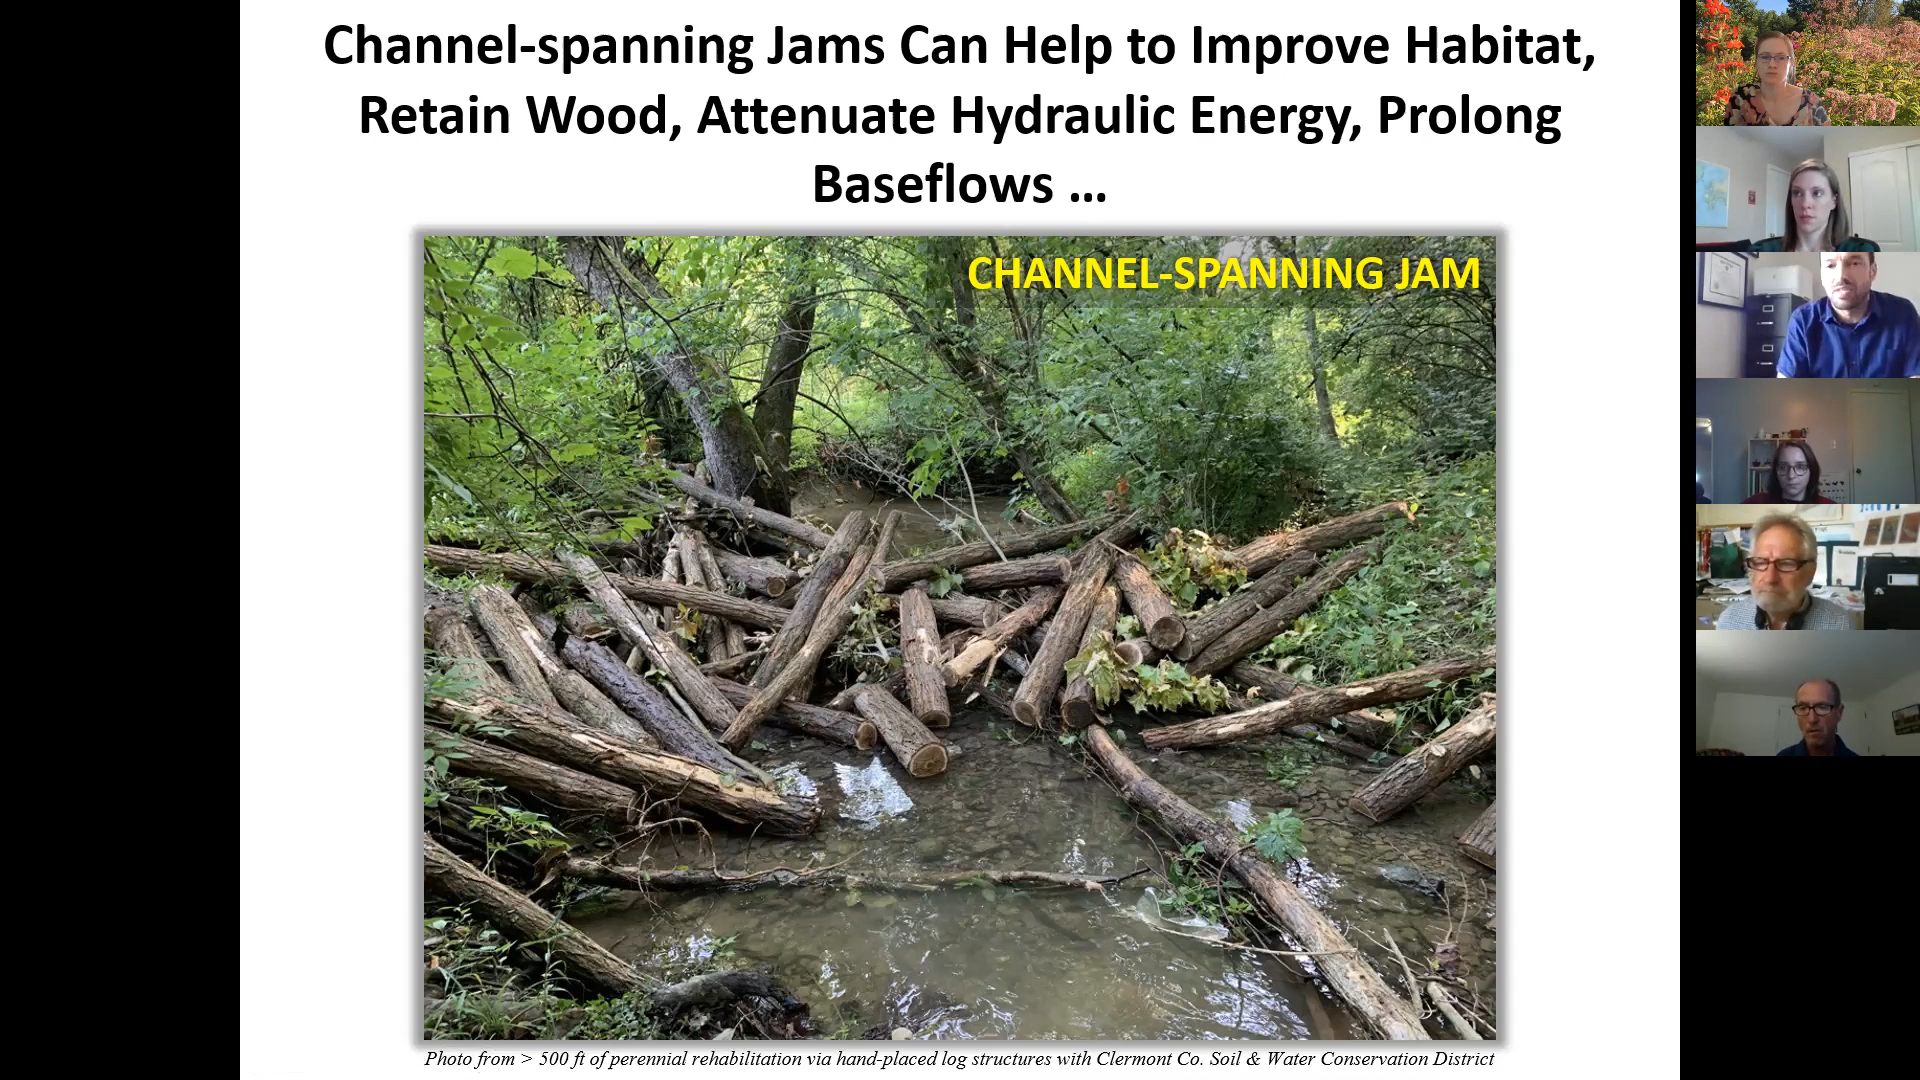 Channel-spanning Jams Can Help to Improve Habitat,
Retain Wood, Attenuate Hydraulic Energy, Prolong
Baseflows ...
CHANNEL-SPANNING JAM
Photo from > 500 ft of perennial rehabilitation via hand-placed log structures with Clermont Co. Soil & Water Conservation District